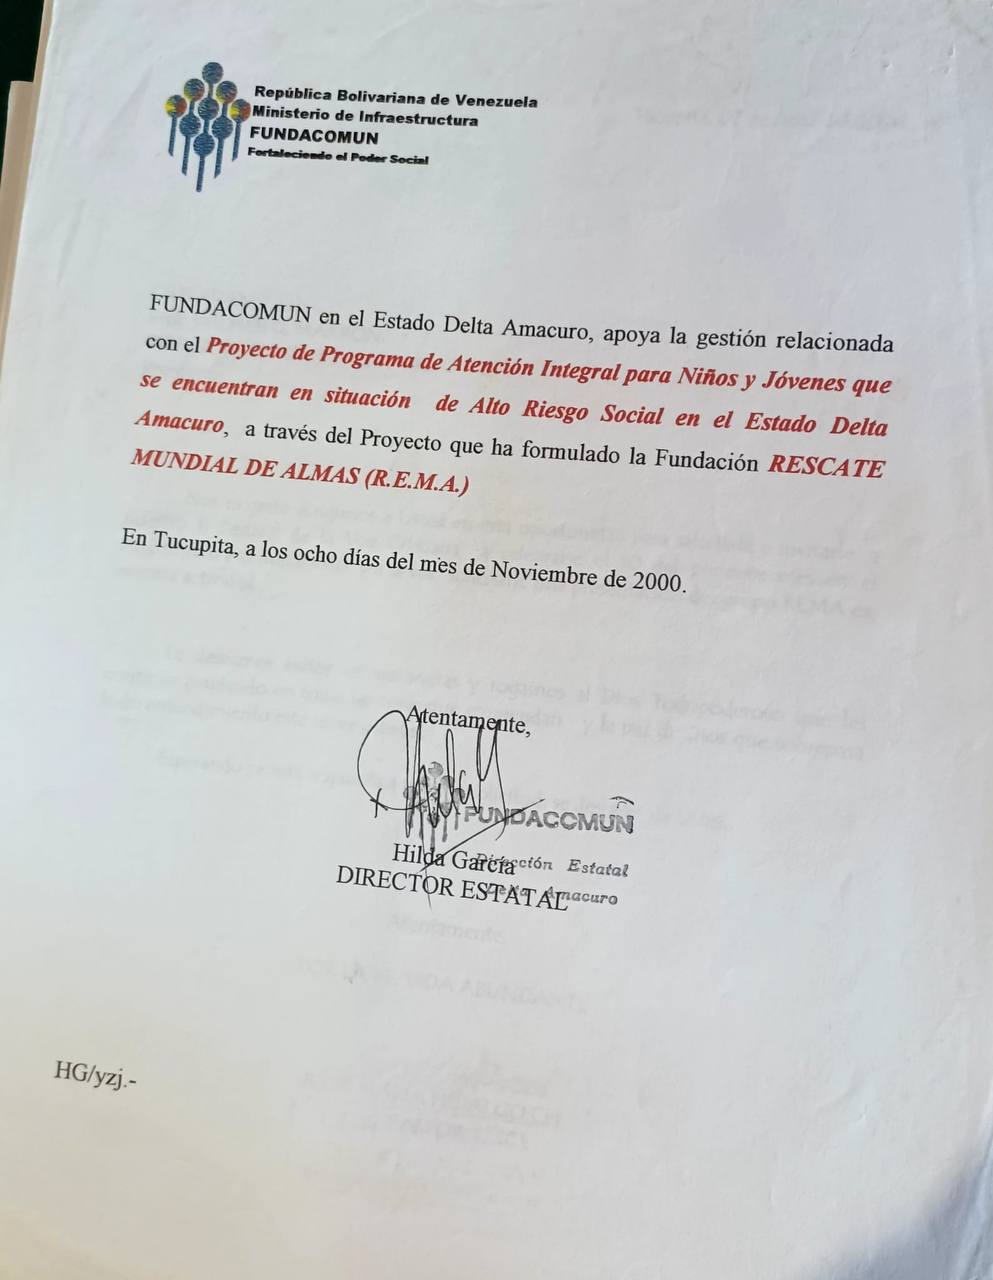 República Bolivariana de Venezuela
Ministerio de Infraestructura
FUNDACOMUN
Fortaleciendo el Poder Social
FUNDACOMUN en el Estado Delta Amacuro, apoya la gestión relacionada
con el Proyecto de Programa de Atención Integral para Niños y Jóvenes que
se encuentran en situación de Alto Riesgo Social en el Estado Delta
Amacuro, a través del Proyecto que ha formulado la Fundación RESCATE
MUNDIAL DE ALMAS (R.E.M.A.)
En Tucupita, a los ocho días del mes de Noviembre de 2000.
Atentamente,
FUNDACOMUN
Hilda García
Dirección Estatal
DIRECTOR ESTATAL
Delta Amacuro
HG/yzj.-